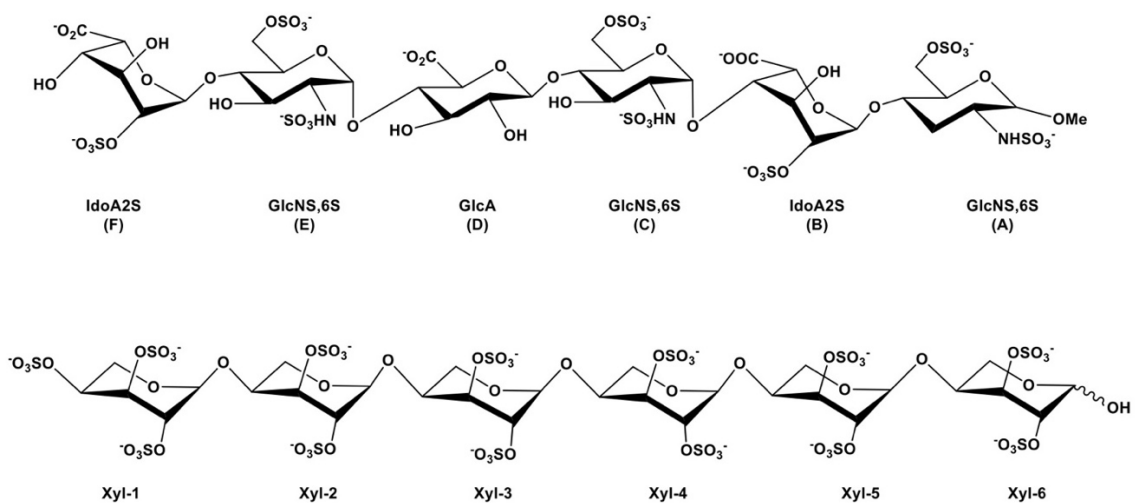 OSO₃⁻ OSO₃⁻ OSO₃⁻
⁻O₂C OH O O ⁻O₂C O O O ⁻OOC OH O O
HO O O HO ⁻SO₃HN O HO OH O HO ⁻SO₃HN O O O OMe
⁻O₃SO ⁻O₃SO NHSO₃⁻
IdoA2S GlcNS,6S GlcA GlcNS,6S IdoA2S GlcNS,6S
(F) (E) (D) (C) (B) (A)
⁻O₃SO OSO₃⁻ O OSO₃⁻ O OSO₃⁻ O OSO₃⁻ O OSO₃⁻ O OSO₃⁻
O O O O O O OH
⁻O₃SO ⁻O₃SO ⁻O₃SO OSO₃⁻ ⁻O₃SO ⁻O₃SO
Xyl-1 Xyl-2 Xyl-3 Xyl-4 Xyl-5 Xyl-6